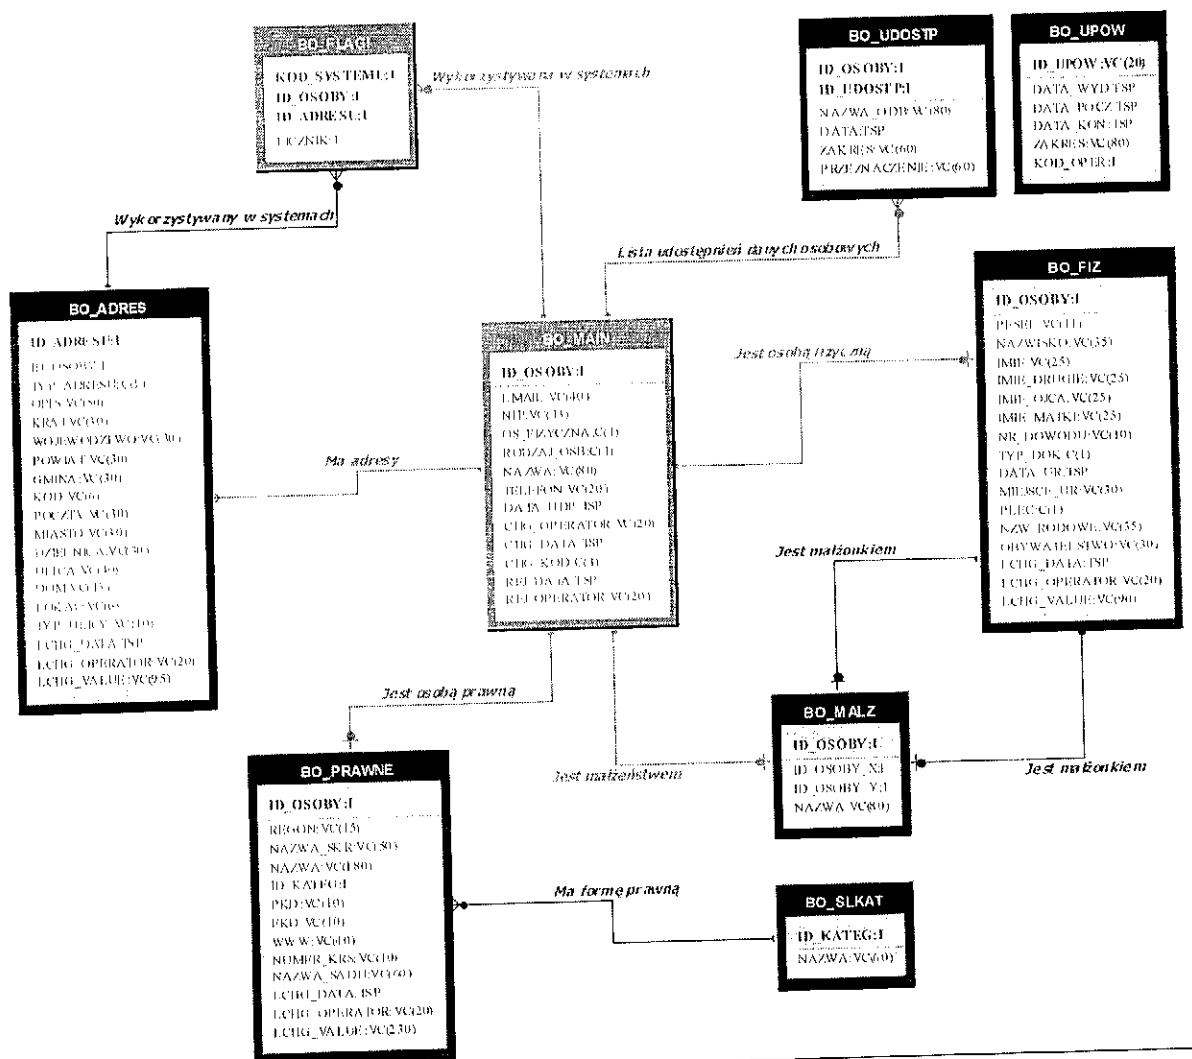 BO_FLAGI
KOD_SYSTEMU:I
ID_OSOBY:I
ID_ADRESU:I
LICZNIK:I
Wykorzystywana w systemach
BO_UDOSTP
ID_OSOBY:I
ID_UDOSTP:I
NAZWA_ODB:VC(80)
DATA:TSP
ZAKRES:VC(60)
PRZEZNACZENIE:VC(60)
BO_UPOW
ID_UPOW:VC(20)
DATA_WYD:TSP
DATA_POCZ:TSP
DATA_KON:TSP
ZAKRES:VC(80)
KOD_OPER:I
Wykorzystywany w systemach
Lista udostępnień danych osobowych
BO_ADRES
ID_ADRESU:I
ID_OSOBY:I
TYP_ADRESU:C(1)
OPIS:VC(50)
KRAJ:VC(30)
WOJEWODZTWO:VC(30)
POWIAT:VC(30)
GMINA:VC(30)
KOD:VC(6)
POCZTA:VC(30)
MIASTO:VC(30)
DZIELNICA:VC(30)
ULICA:VC(30)
LOKAL:VC(6)
TYP_ULICY:VC(10)
LCHG_DATA:TSP
LCHG_OPERATOR:VC(20)
LCHG_VALUE:VC(95)
Ma adresy
BO_MAIN
ID_OSOBY:I
EMAIL:VC(40)
NIP:VC(13)
OS_FIZYCZNA:C(1)
RODZAJ_OSB:C(1)
NAZWA:VC(80)
TELEFON:VC(20)
DATA_UDP:TSP
CHG_OPERATOR:VC(20)
CHG_DATA:TSP
CHG_KOD:C(3)
REJ_DATA:TSP
REJ_OPERATOR:VC(20)
Jest osobą fizyczną
BO_FIZ
ID_OSOBY:I
PESEL:VC(11)
NAZWISKO:VC(35)
IMIE:VC(25)
IMIE_DRUGIE:VC(25)
IMIE_OJCA:VC(25)
IMIE_MATKI:VC(25)
NR_DOWODU:VC(10)
TYP_DOK:C(1)
DATA_UR:TSP
MIEJSCE_UR:VC(30)
PLEC:C(1)
NZW_RODOWE:VC(35)
OBYWATELSTWO:VC(30)
LCHG_DATA:TSP
LCHG_OPERATOR:VC(20)
LCHG_VALUE:VC(90)
Jest małżonkiem
Jest osobą prawną
Jest małżeństwem
BO_MALZ
ID_OSOBY:I
ID_OSOBY_X:I
ID_OSOBY_Y:I
NAZWA:VC(80)
Jest małżonkiem
BO_PRAWNE
ID_OSOBY:I
REGON:VC(15)
NAZWA_SKR:VC(50)
NAZWA:VC(180)
ID_KATEG:I
PKD:VC(10)
EKD:VC(10)
WWW:VC(40)
NUMER_KRS:VC(10)
NAZWA_SADU:VC(60)
LCHG_DATA:TSP
LCHG_OPERATOR:VC(20)
LCHG_VALUE:VC(230)
Ma formę prawną
BO_SLKAT
ID_KATEG:I
NAZWA:VC(60)